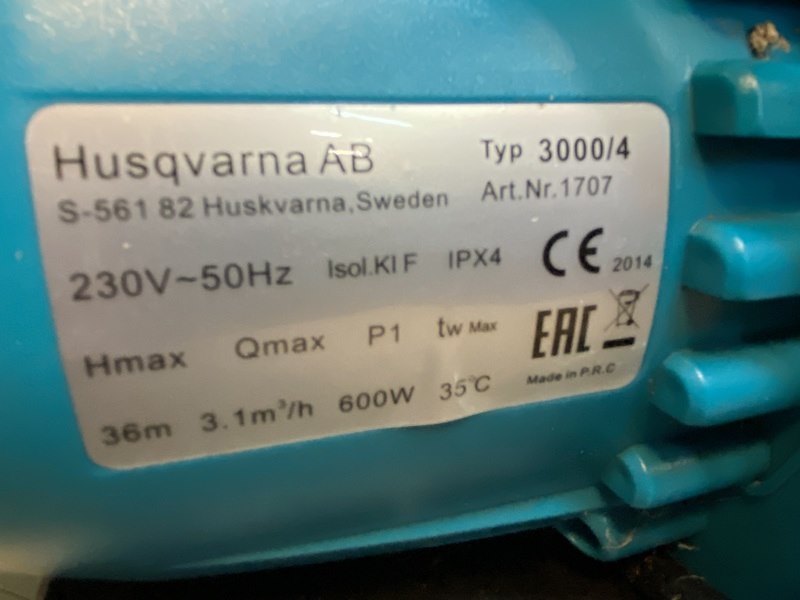 Husqvarna AB
S-561 82 Huskvarna,Sweden
Typ 3000/4
Art.Nr.1707
230V~50Hz Isol.Kl F IPX4 CE 2014
Hmax Qmax P1 tw Max EAC
36m 3.1m³/h 600W 35°C
Made in P.R.C